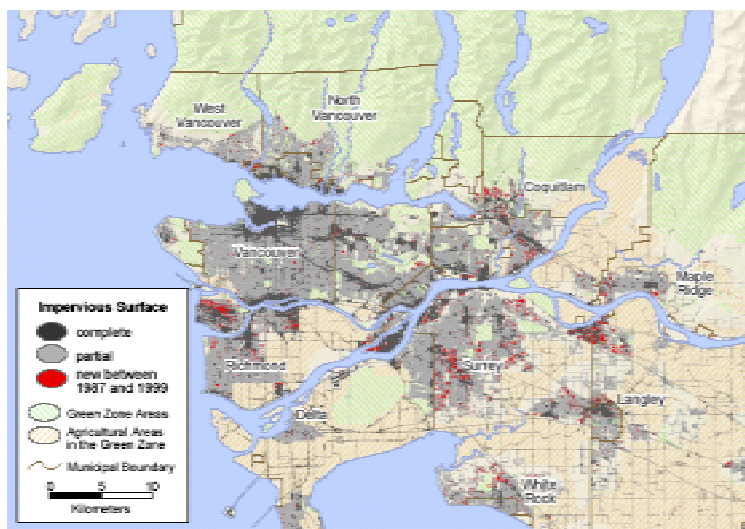 West
Vancouver
North
Vancouver
Coquitlam
Vancouver
Maple
Ridge
Richmond
Surrey
Langley
Delta
White
Rock
Impervious Surface
complete
partial
new between
1987 and 1999
Green Zone Areas
Agricultural Areas
in the Green Zone
Municipal Boundary
0 5 10
Kilometers